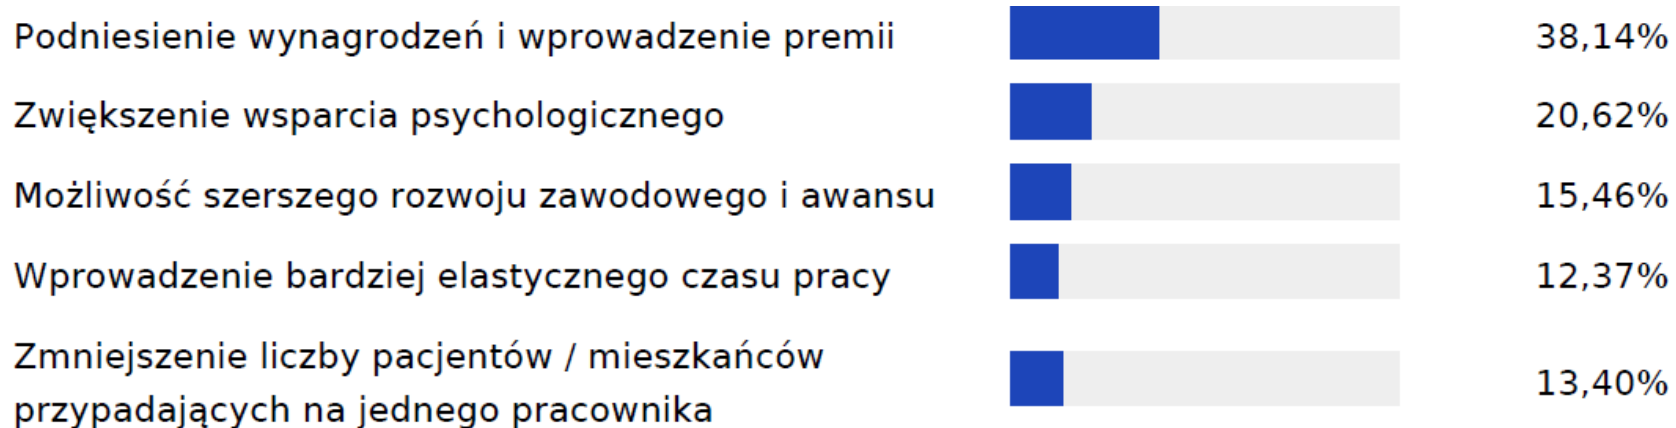 Podniesienie wynagrodzeń i wprowadzenie premii 38,14%
Zwiększenie wsparcia psychologicznego 20,62%
Możliwość szerszego rozwoju zawodowego i awansu 15,46%
Wprowadzenie bardziej elastycznego czasu pracy 12,37%
Zmniejszenie liczby pacjentów / mieszkańców
przypadających na jednego pracownika 13,40%